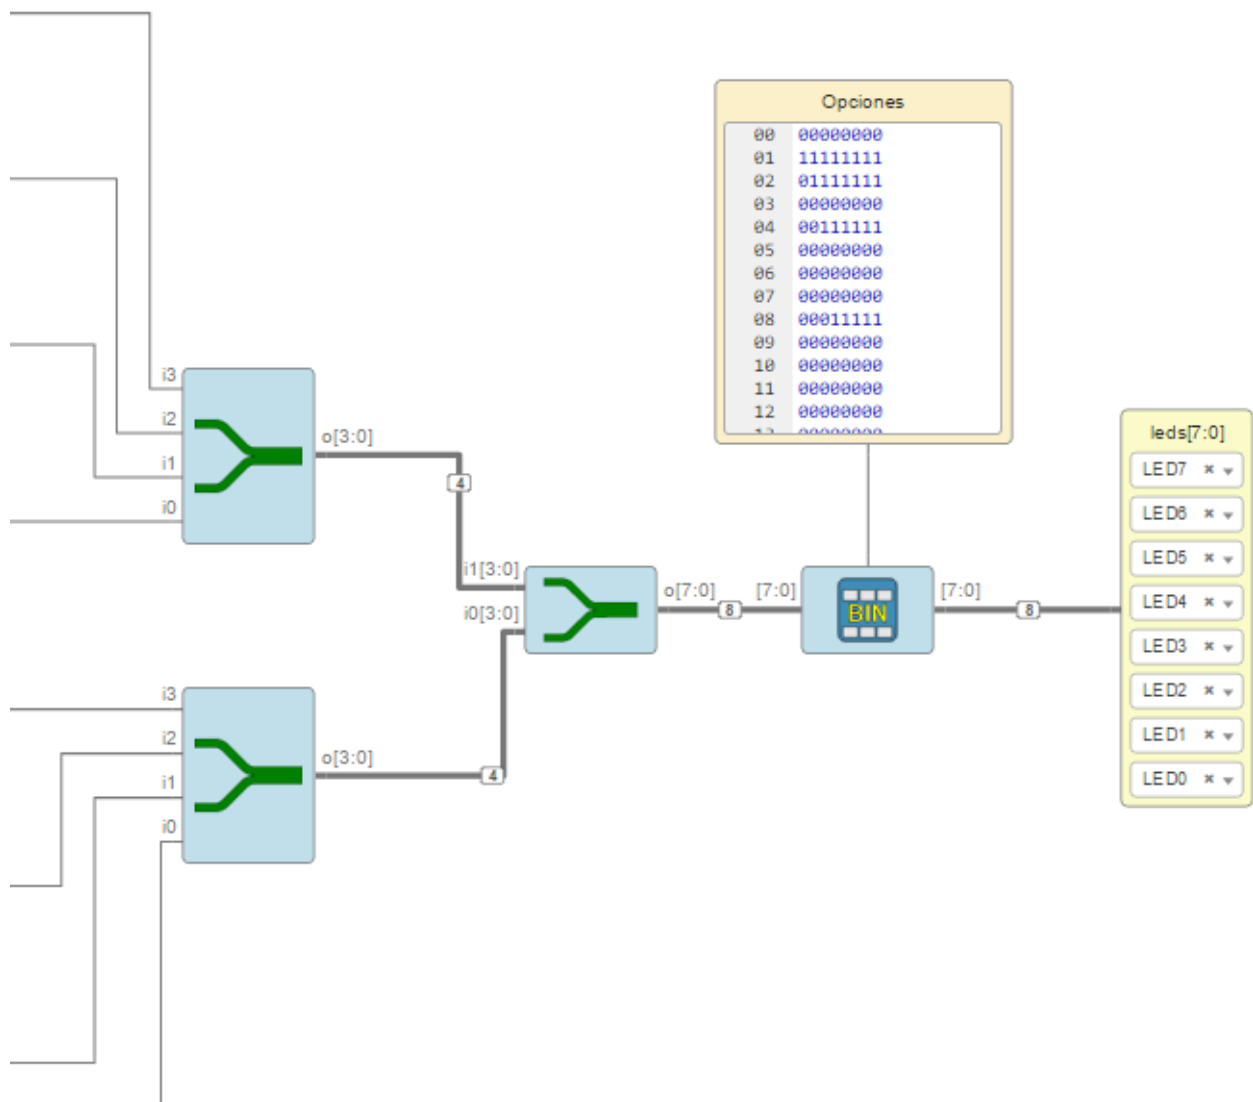 Opciones
00 00000000
01 11111111
02 01111111
03 00000000
04 00111111
05 00000000
06 00000000
07 00000000
08 00011111
09 00000000
10 00000000
11 00000000
12 00000000
i3
i2
i1
i0
o[3:0]
4
i1[3:0]
i0[3:0]
o[7:0]
8
[7:0]
BIN
[7:0]
8
leds[7:0]
LED7
LED6
LED5
LED4
LED3
LED2
LED1
LED0
i3
i2
i1
i0
o[3:0]
4